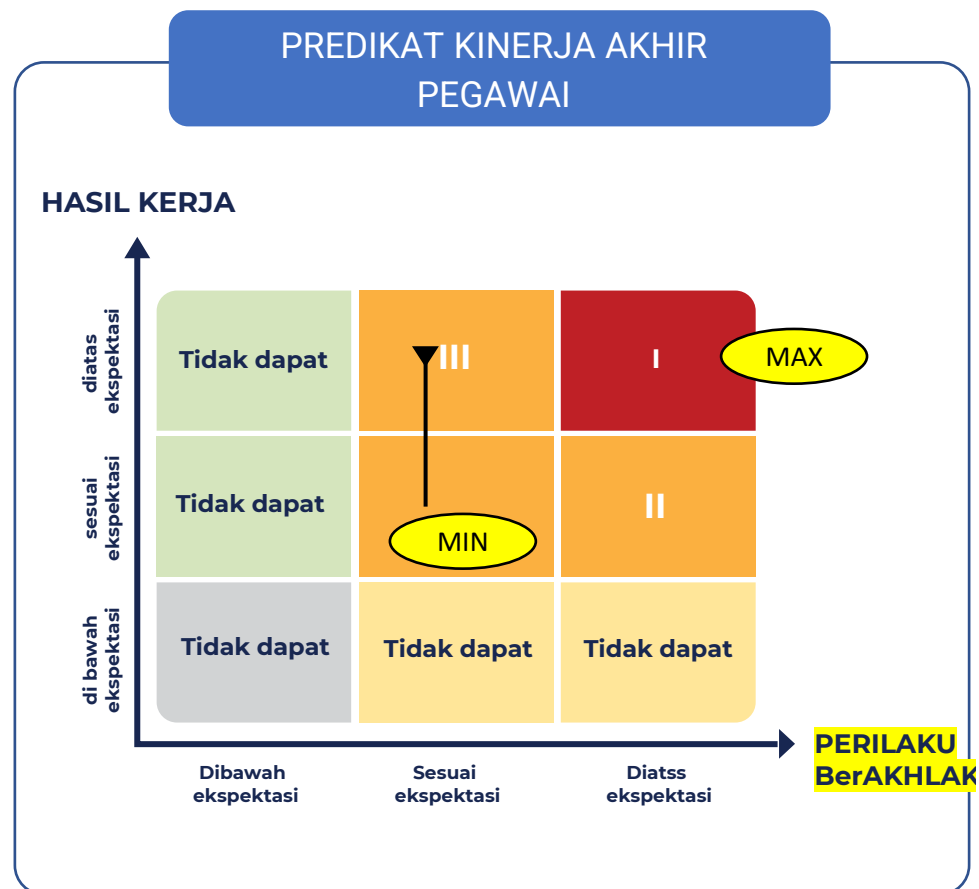 PREDIKAT KINERJA AKHIR
PEGAWAI
HASIL KERJA
diatas
ekspektasi
Tidak dapat
III
I
MAX
sesuai
ekspektasi
Tidak dapat
II
MIN
di bawah
ekspektasi
Tidak dapat
Tidak dapat
Tidak dapat
PERILAKU
BerAKHLAK
Dibawah
ekspektasi
Sesuai
ekspektasi
Diatss
ekspektasi